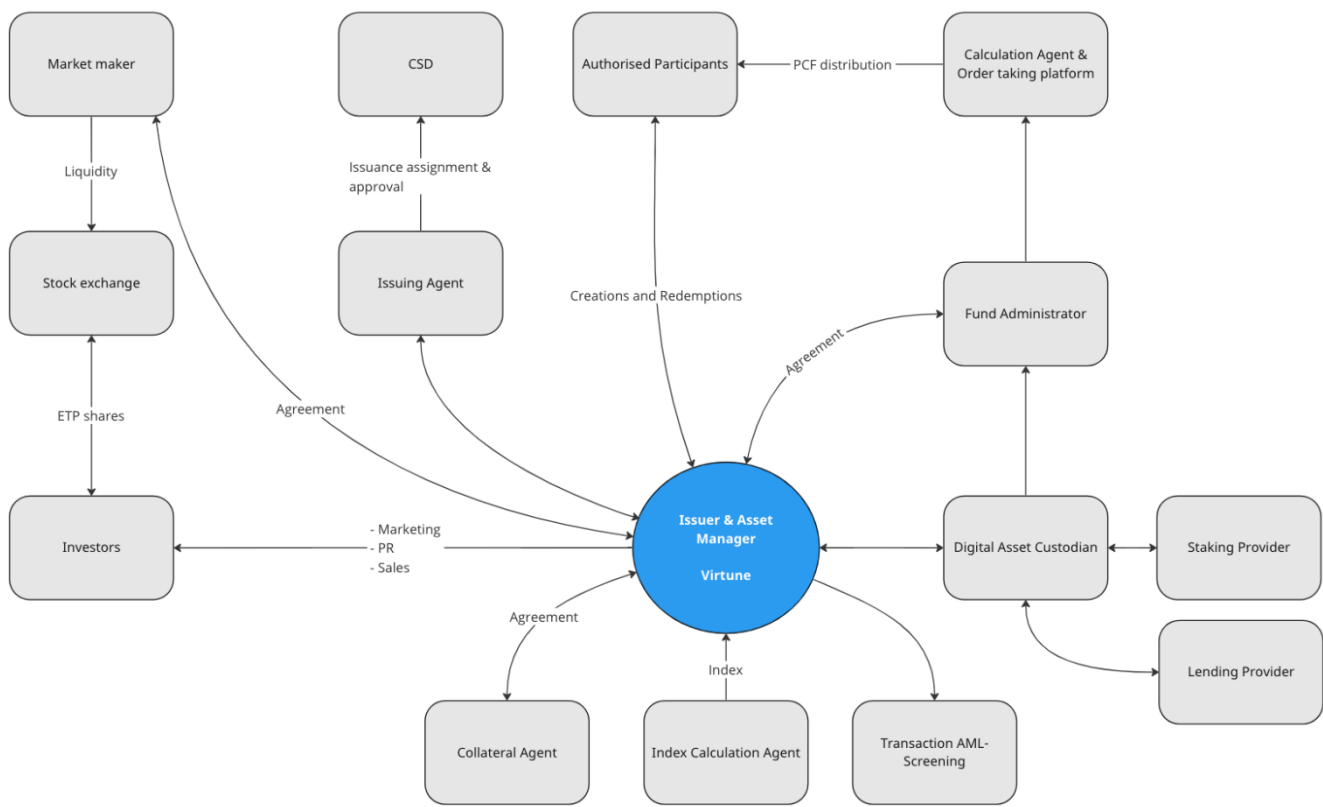 Market maker
CSD
Authorised Participants
PCF distribution
Calculation Agent &
Order taking platform
Liquidity
Issuance assignment &
approval
Stock exchange
Issuing Agent
Creations and Redemptions
Fund Administrator
Agreement
ETP shares
Agreement
Investors
- Marketing
- PR
- Sales
Issuer & Asset
Manager
Virtune
Digital Asset Custodian
Staking Provider
Agreement
Index
Lending Provider
Collateral Agent
Index Calculation Agent
Transaction AML-
Screening